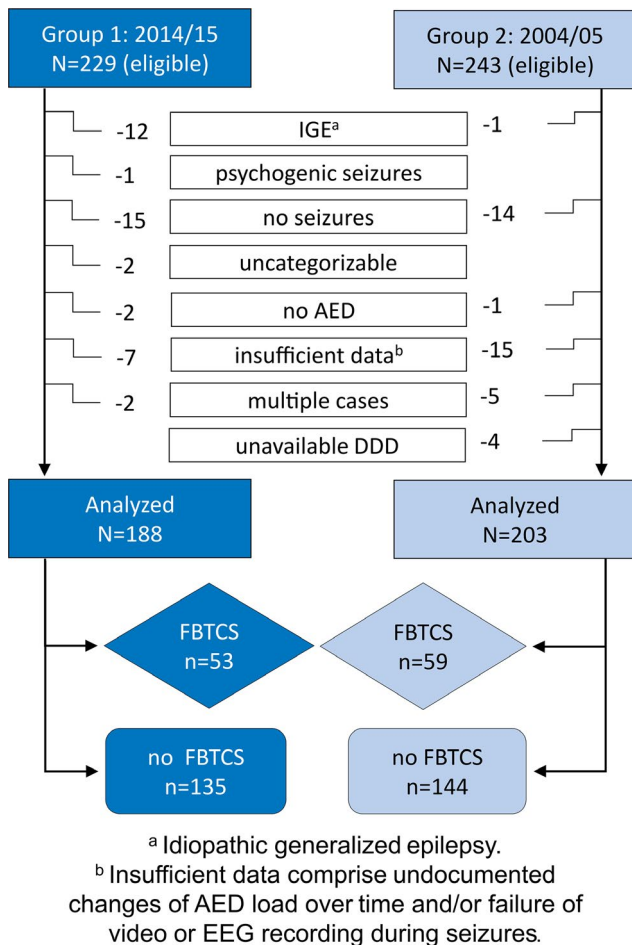 Group 1: 2014/15
N=229 (eligible)
Group 2: 2004/05
N=243 (eligible)
-12
IGEᵃ
-1
-1
psychogenic seizures
-15
no seizures
-14
-2
uncategorizable
-2
no AED
-1
-7
insufficient dataᵇ
-15
-2
multiple cases
-5
unavailable DDD
-4
Analyzed
N=188
Analyzed
N=203
FBTCS
n=53
FBTCS
n=59
no FBTCS
n=135
no FBTCS
n=144
ᵃ Idiopathic generalized epilepsy.
ᵇ Insufficient data comprise undocumented
changes of AED load over time and/or failure of
video or EEG recording during seizures.